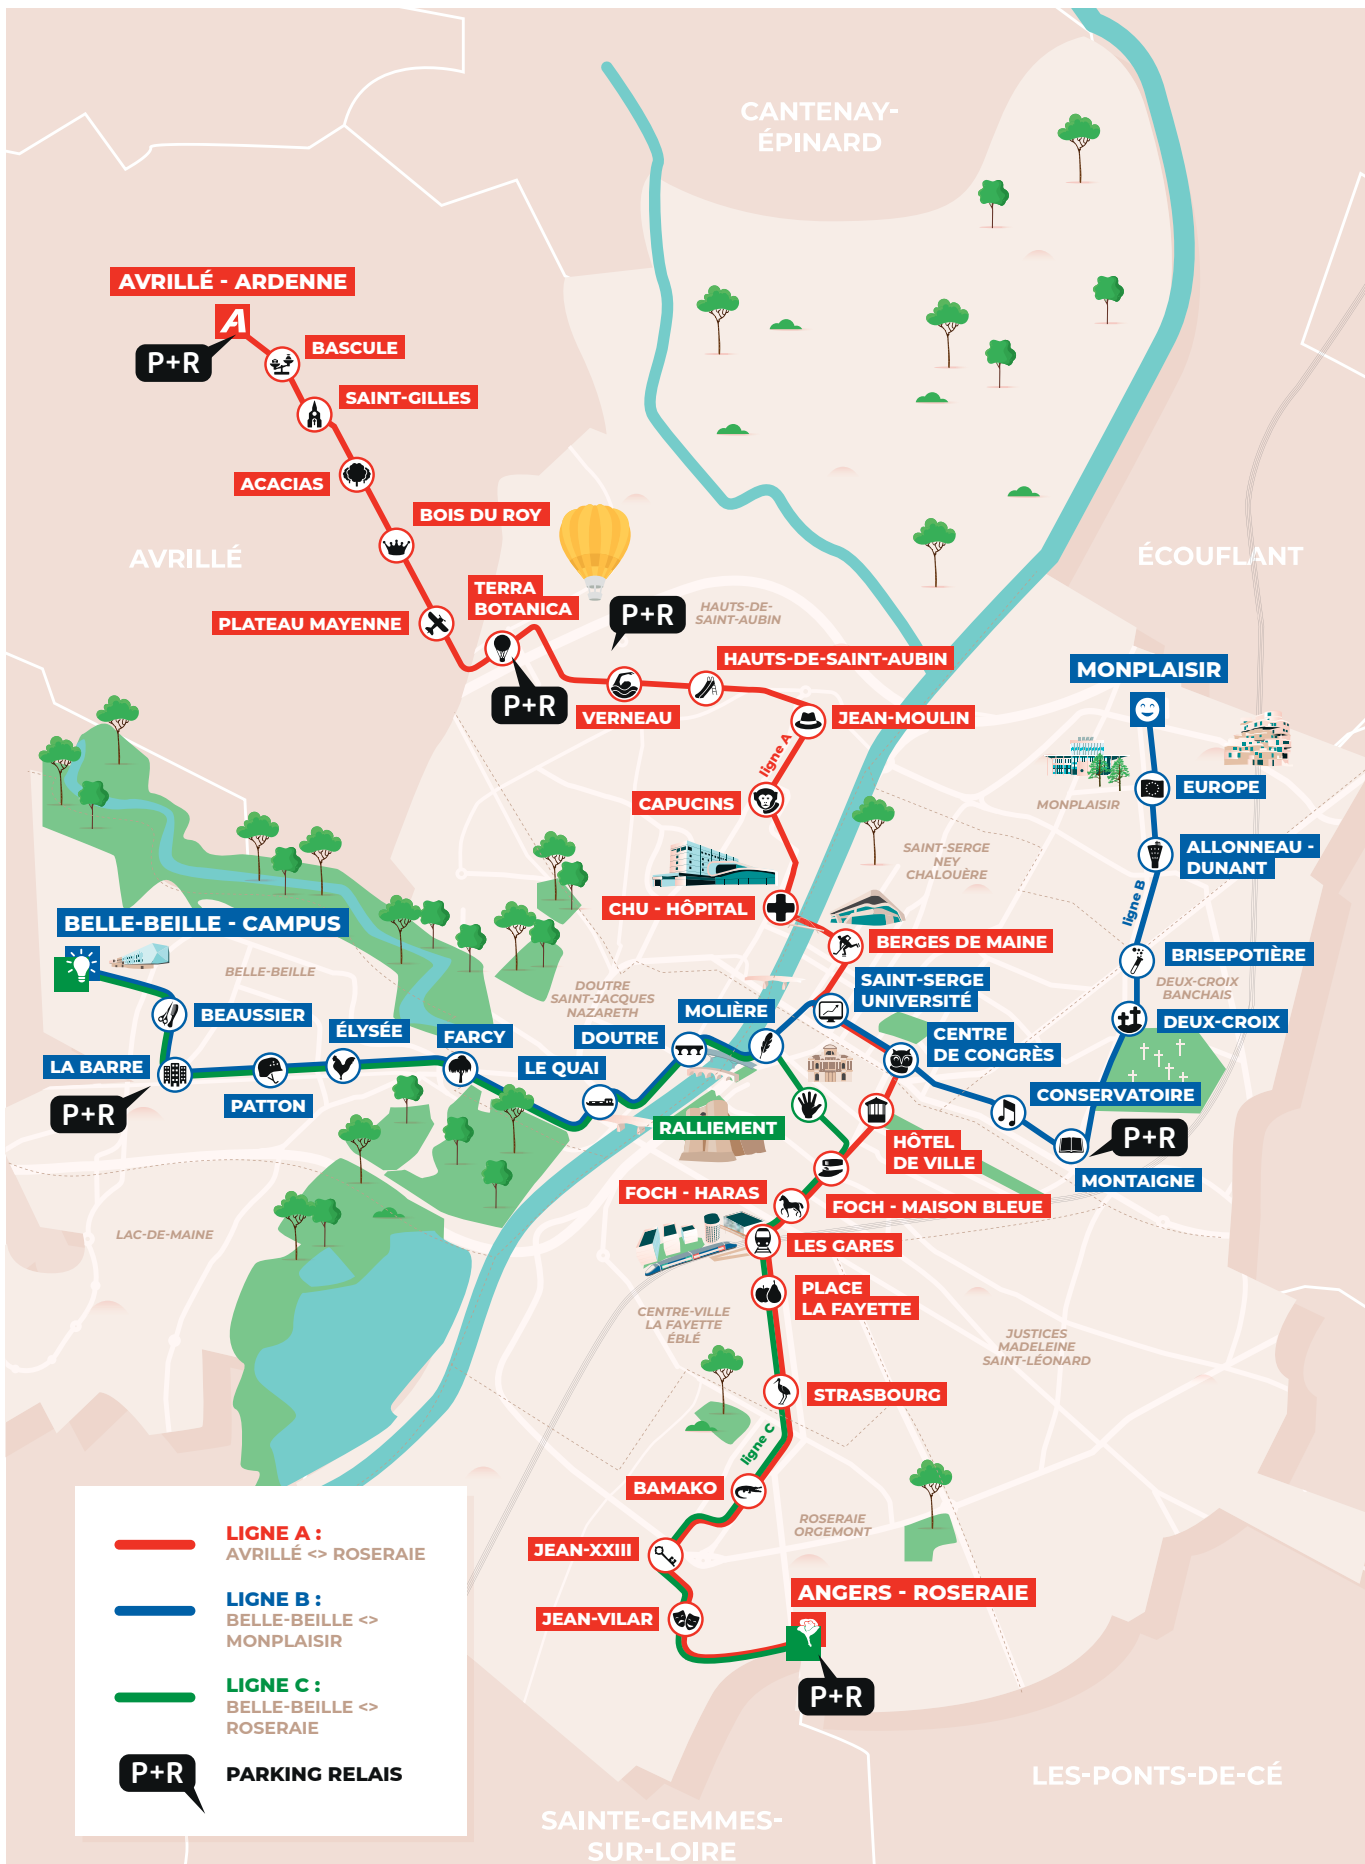 CANTENAY-
ÉPINARD
AVRILLÉ - ARDENNE
A
P+R
BASCULE
SAINT-GILLES
ACACIAS
BOIS DU ROY
AVRILLÉ
ÉCOUFLANT
TERRA
BOTANICA
PLATEAU MAYENNE
P+R
HAUTS-DE-
SAINT-AUBIN
HAUTS-DE-SAINT-AUBIN
P+R
VERNEAU
JEAN-MOULIN
ligne A
MONPLAISIR
EUROPE
MONPLAISIR
CAPUCINS
SAINT-SERGE
NEY
CHALOUÈRE
ALLONNEAU -
DUNANT
ligne B
CHU - HÔPITAL
BERGES DE MAINE
BRISEPOTIÈRE
BELLE-BEILLE - CAMPUS
BELLE-BEILLE
DOUTRE
SAINT-JACQUES
NAZARETH
SAINT-SERGE
UNIVERSITÉ
DEUX-CROIX
BANCHAIS
DEUX-CROIX
BEAUSSIER
ÉLYSÉE
FARCY
DOUTRE
MOLIÈRE
CENTRE
DE CONGRÈS
LA BARRE
P+R
PATTON
LE QUAI
CONSERVATOIRE
RALLIEMENT
HÔTEL
DE VILLE
P+R
MONTAIGNE
FOCH - HARAS
FOCH - MAISON BLEUE
LAC-DE-MAINE
LES GARES
PLACE
LA FAYETTE
CENTRE-VILLE
LA FAYETTE
ÉBLÉ
JUSTICES
MADELEINE
SAINT-LÉONARD
STRASBOURG
ligne C
BAMAKO
ROSERAIE
ORGEMONT
JEAN-XXIII
JEAN-VILAR
ANGERS - ROSERAIE
P+R
LIGNE A :
AVRILLÉ <> ROSERAIE
LIGNE B :
BELLE-BEILLE <>
MONPLAISIR
LIGNE C :
BELLE-BEILLE <>
ROSERAIE
P+R
PARKING RELAIS
LES-PONTS-DE-CÉ
SAINTE-GEMMES-
SUR-LOIRE